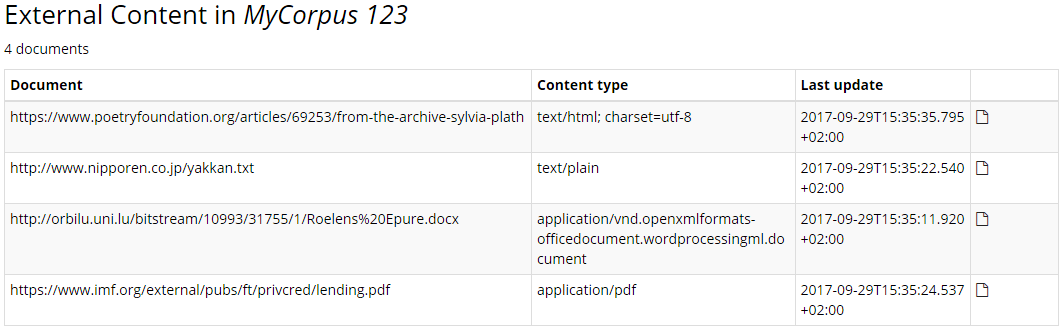 External Content in MyCorpus 123
4 documents
Document Content type Last update
https://www.poetryfoundation.org/articles/69253/from-the-archive-sylvia-plath text/html; charset=utf-8 2017-09-29T15:35:35.795
+02:00
http://www.nipporen.co.jp/yakkan.txt text/plain 2017-09-29T15:35:22.540
+02:00
http://orbilu.uni.lu/bitstream/10993/31755/1/Roelens%20Epure.docx application/vnd.openxmlformats- 2017-09-29T15:35:11.920
officedocument.wordprocessingml.do +02:00
cument
https://www.imf.org/external/pubs/ft/privcred/lending.pdf application/pdf 2017-09-29T15:35:24.537
+02:00